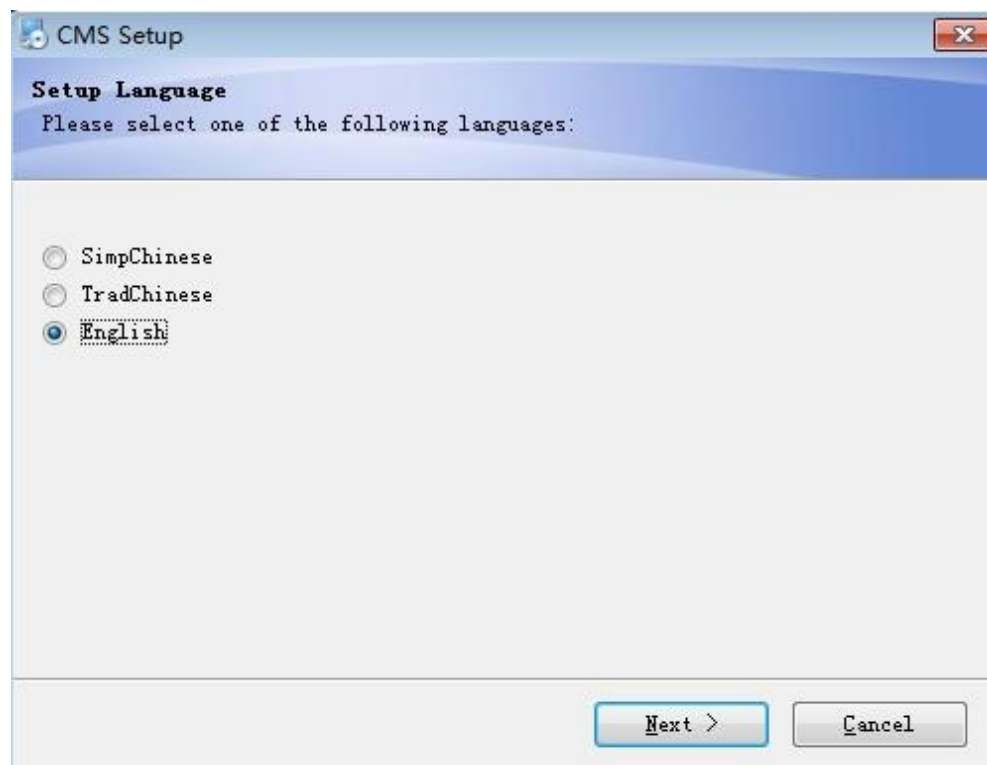 CMS Setup
Setup Language
Please select one of the following languages:
SimpChinese
TradChinese
English
Next >
Cancel